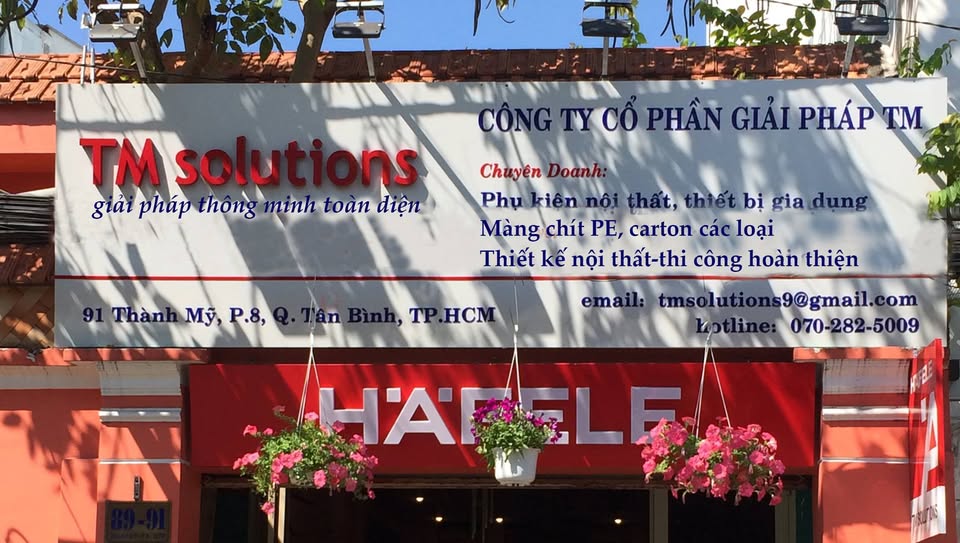 TM solutions
giải pháp thông minh toàn diện
CÔNG TY CỔ PHẦN GIẢI PHÁP TM
Chuyên Doanh:
Phụ kiên nội thất, thiết bị gia dụng
Màng chít PE, carton các loại
Thiết kế nội thất-thi công hoàn thiện
91 Thành Mỹ, P.8, Q. Tân Bình, TP.HCM
email: tmsolutions9@gmail.com
hotline: 070-282-5009
HÄFELE
HÄFELE
89-91